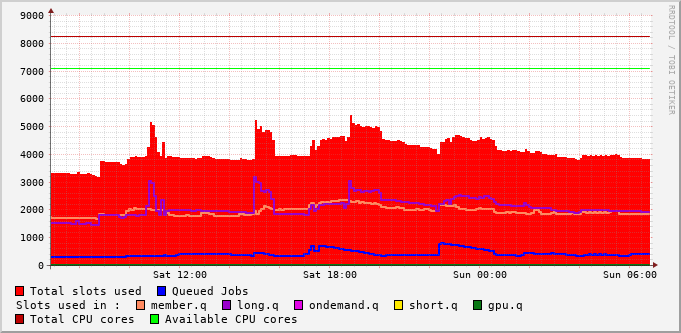 9000
8000
7000
6000
5000
4000
3000
2000
1000
0
Sat 12:00 Sat 18:00 Sun 00:00 Sun 06:00
Total slots used Queued Jobs
Slots used in : member.q long.q ondemand.q short.q gpu.q
Total CPU cores Available CPU cores
RRDTOOL / TOBI OETIKER